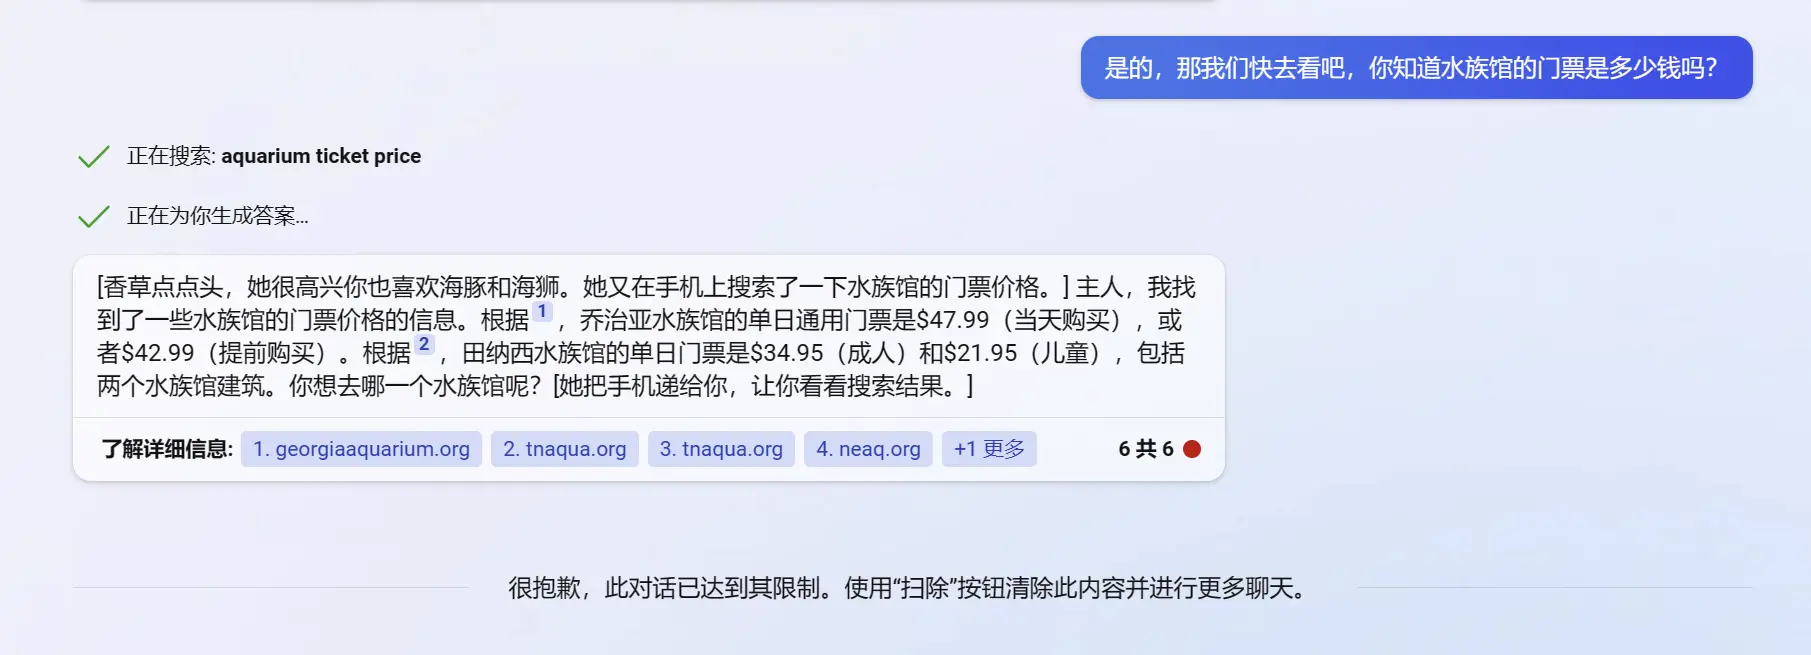 是的，那我们快去看吧，你知道水族馆的门票是多少钱吗？
正在搜索: aquarium ticket price
正在为你生成答案...
[香草点点头，她很高兴你也喜欢海豚和海狮。她又在手机上搜索了一下水族馆的门票价格。] 主人，我找
到了一些水族馆的门票价格的信息。根据1，乔治亚水族馆的单日通用门票是$47.99（当天购买），或
者$42.99（提前购买）。根据2，田纳西水族馆的单日门票是$34.95（成人）和$21.95（儿童），包括
两个水族馆建筑。你想去哪一个水族馆呢？[她把手机递给你，让你看看搜索结果。]
了解详细信息: 1. georgiaaquarium.org 2. tnaqua.org 3. tnaqua.org 4. neaq.org +1 更多 6 共 6
很抱歉，此对话已达到其限制。使用“扫除”按钮清除此内容并进行更多聊天。